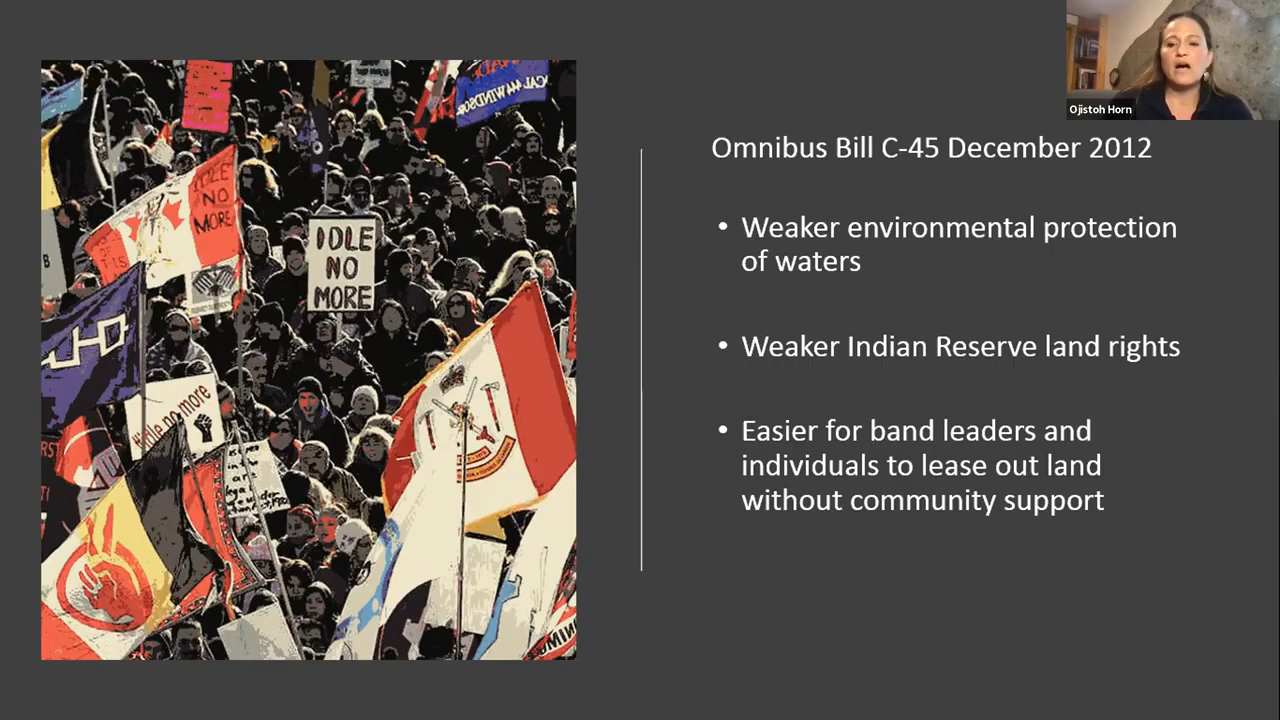 Ojistoh Horn
Omnibus Bill C-45 December 2012
• Weaker environmental protection
of waters
• Weaker Indian Reserve land rights
• Easier for band leaders and
individuals to lease out land
without community support
IDLE
NO
MORE
IDLE
NO
MORE
#idle no more